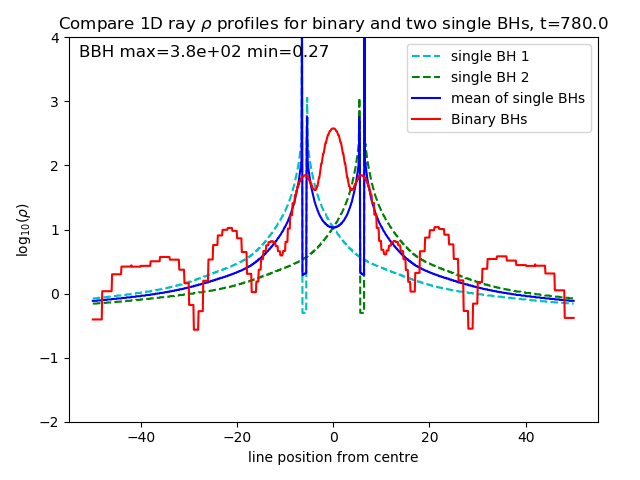 Compare 1D ray ρ profiles for binary and two single BHs, t=780.0
BBH max=3.8e+02 min=0.27
single BH 1
single BH 2
mean of single BHs
Binary BHs
log₁₀(ρ)
4
3
2
1
0
−1
−2
−40 −20 0 20 40
line position from centre